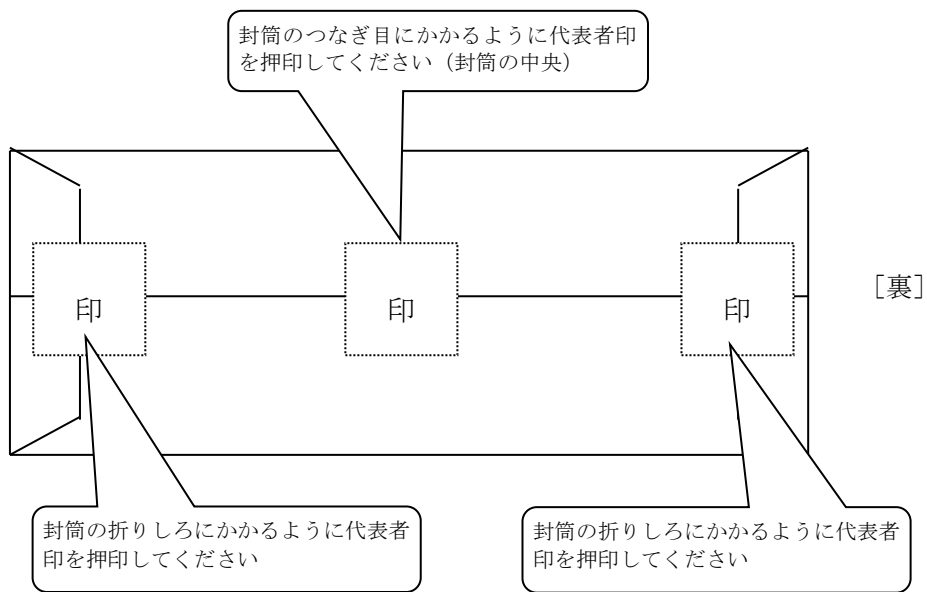 封筒のつなぎ目にかかるように代表者印
を押印してください（封筒の中央）
印
印
印
［裏］
封筒の折りしろにかかるように代表者
印を押印してください
封筒の折りしろにかかるように代表者
印を押印してください